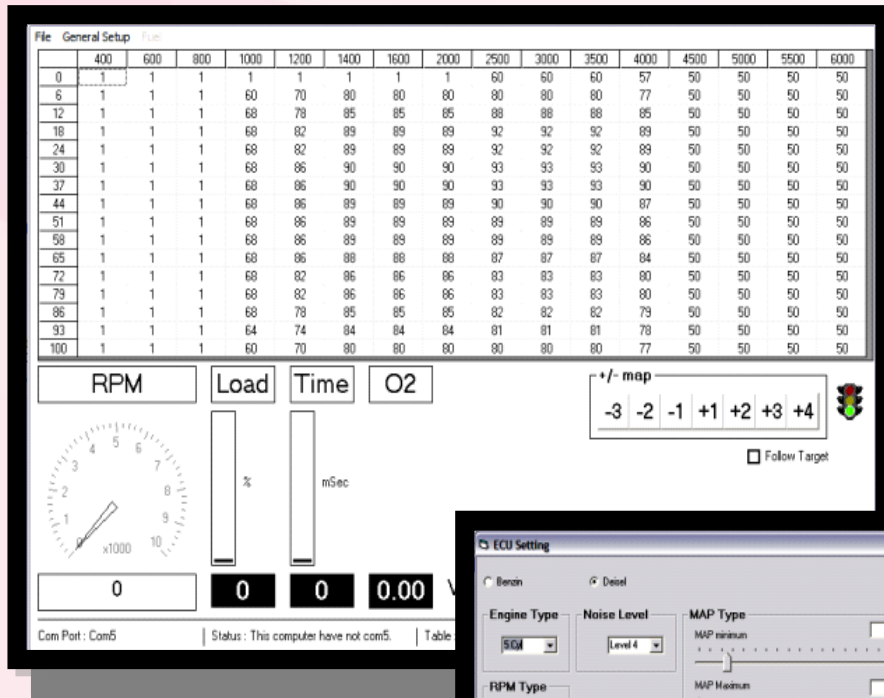 File General Setup Fuel
400 600 800 1000 1200 1400 1600 2000 2500 3000 3500 4000 4500 5000 5500 6000
0 1 1 1 1 1 1 1 1 60 60 60 57 50 50 50 50
6 1 1 1 60 70 80 80 80 80 80 80 77 50 50 50 50
12 1 1 1 68 78 85 85 85 88 88 88 85 50 50 50 50
18 1 1 1 68 82 89 89 89 92 92 92 89 50 50 50 50
24 1 1 1 68 82 89 89 89 92 92 92 89 50 50 50 50
30 1 1 1 68 86 90 90 90 93 93 93 90 50 50 50 50
37 1 1 1 68 86 90 90 90 93 93 93 90 50 50 50 50
44 1 1 1 68 86 89 89 89 90 90 90 87 50 50 50 50
51 1 1 1 68 86 89 89 89 89 89 89 86 50 50 50 50
58 1 1 1 68 86 89 89 89 89 89 89 86 50 50 50 50
65 1 1 1 68 86 88 88 88 87 87 87 84 50 50 50 50
72 1 1 1 68 82 86 86 86 83 83 83 80 50 50 50 50
79 1 1 1 68 82 86 86 86 83 83 83 80 50 50 50 50
86 1 1 1 68 78 85 85 85 82 82 82 79 50 50 50 50
93 1 1 1 64 74 84 84 84 81 81 81 78 50 50 50 50
100 1 1 1 60 70 80 80 80 80 80 80 77 50 50 50 50
RPM Load Time O2
+/- map
-3 -2 -1 +1 +2 +3 +4
Follow Target
0 1 2 3 4 5 6 7 8 9 10
x1000
% mSec
0 0 0 0.00 V
Com Port : Com5 Status : This computer have not com5. Table :
ECU Setting
Benzin Deisel
Engine Type Noise Level MAP Type
5 Cyl Level 4 MAP minimum
RPM Type MAP Maximum